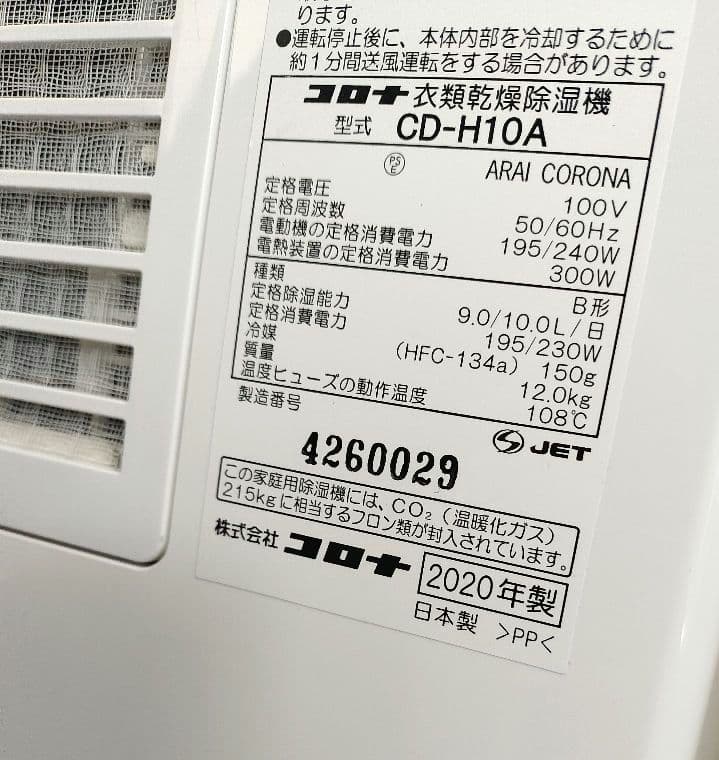 ります。
●運転停止後に、本体内部を冷却するために
約1分間送風運転をする場合があります。
コロナ 衣類乾燥除湿機
型式 CD-H10A
PSE ARAI CORONA
定格電圧 100V
定格周波数 50/60Hz
電動機の定格消費電力 195/240W
電熱装置の定格消費電力 300W
種類 B形
定格除湿能力 9.0/10.0L/日
定格消費電力 195/230W
冷媒 (HFC-134a) 150g
質量 12.0kg
温度ヒューズの動作温度 108℃
製造番号 JET
4260029
この家庭用除湿機には、CO₂（温暖化ガス）
215kgに相当するフロン類が封入されています。
株式会社 コロナ 2020年製
日本製 >PP<